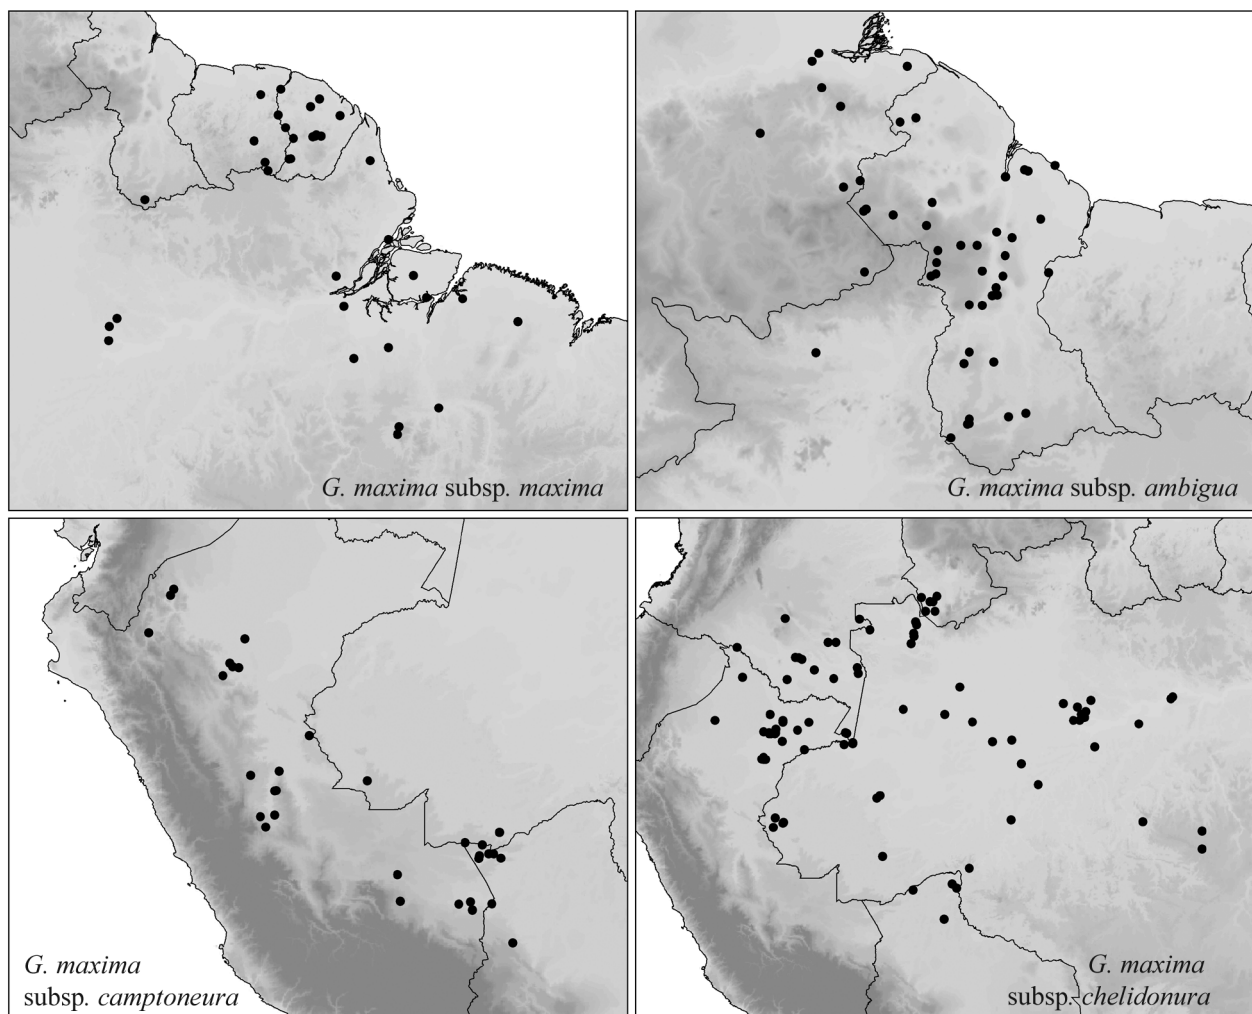 G. maxima subsp. maxima
G. maxima subsp. ambigua
G. maxima
subsp. camptoneura
G. maxima
subsp. chelidonura